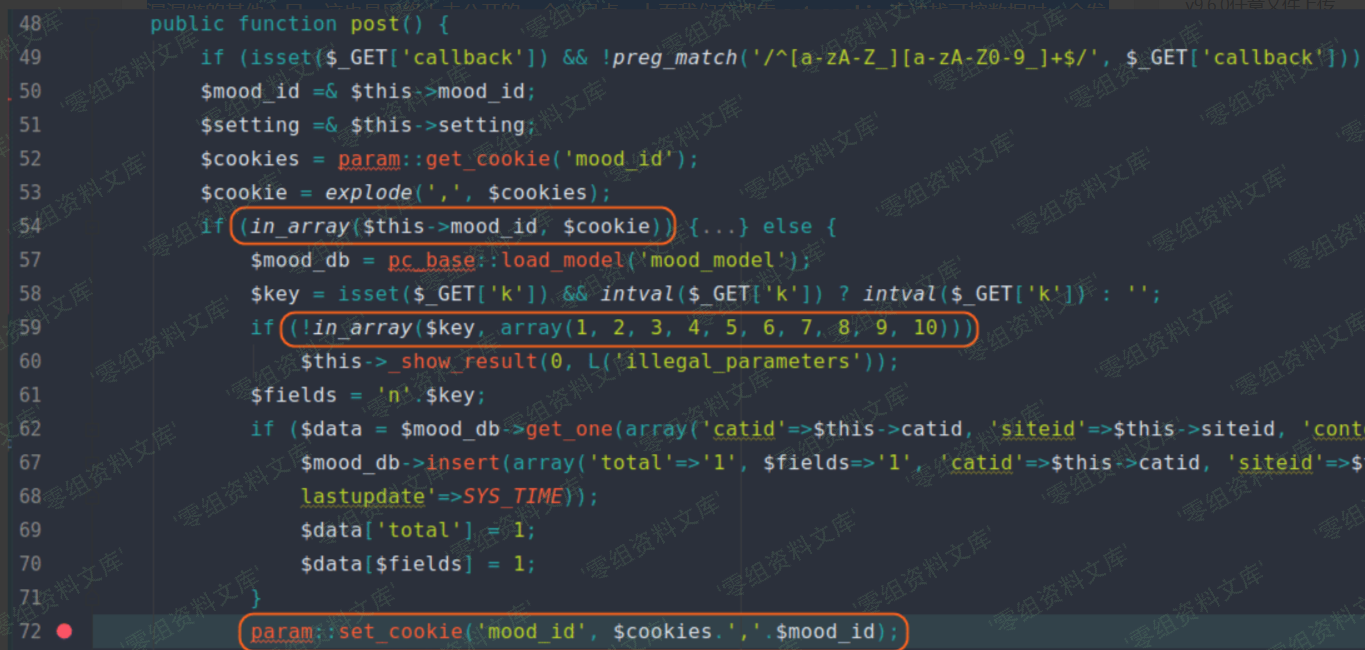 48 public function post() {
49 if (isset($_GET['callback']) && !preg_match('/^[a-zA-Z_][a-zA-Z0-9_]+$/', $_GET['callback']))
50 $mood_id =& $this->mood_id;
51 $setting =& $this->setting;
52 $cookies = param::get_cookie('mood_id');
53 $cookie = explode(',', $cookies);
54 if (in_array($this->mood_id, $cookie)) {...} else {
57 $mood_db = pc_base::load_model('mood_model');
58 $key = isset($_GET['k']) && intval($_GET['k']) ? intval($_GET['k']) : '';
59 if (!in_array($key, array(1, 2, 3, 4, 5, 6, 7, 8, 9, 10)))
60 $this->_show_result(0, L('illegal_parameters'));
61 $fields = 'n'.$key;
62 if ($data = $mood_db->get_one(array('catid'=>$this->catid, 'siteid'=>$this->siteid, 'cont
67 $mood_db->insert(array('total'=>'1', $fields=>'1', 'catid'=>$this->catid, 'siteid'=>$
68 lastupdate'=>SYS_TIME));
69 $data['total'] = 1;
70 $data[$fields] = 1;
71 }
72 param::set_cookie('mood_id', $cookies.','.$mood_id);
'零组资料文库'